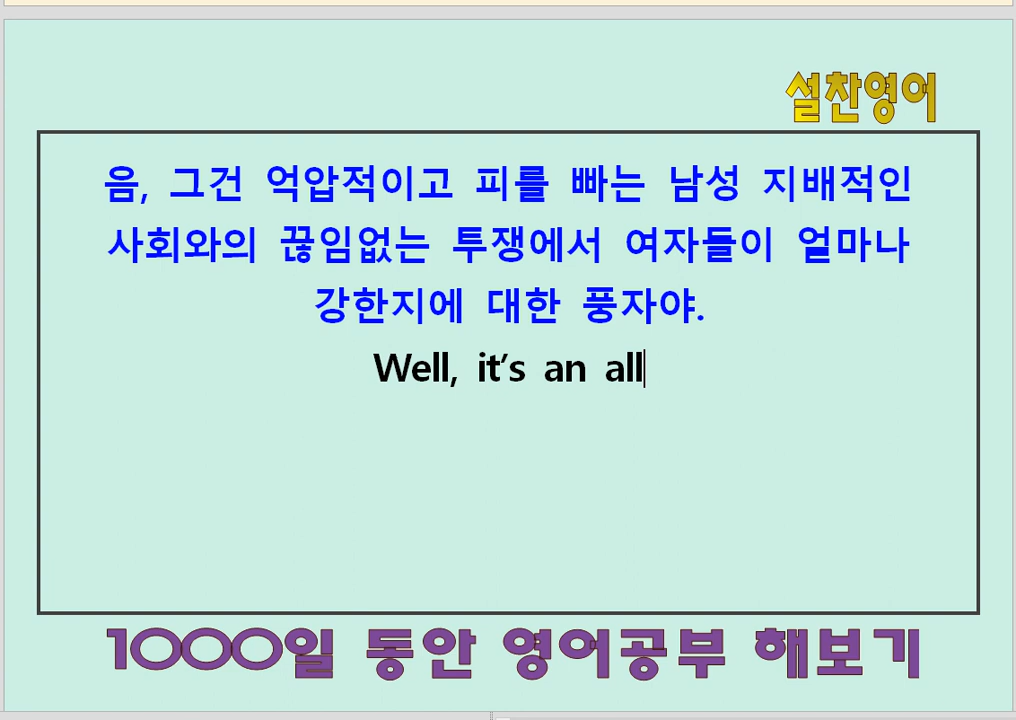 설찬영어
음, 그건 억압적이고 피를 빠는 남성 지배적인
사회와의 끊임없는 투쟁에서 여자들이 얼마나
강한지에 대한 풍자야.
Well, it's an all
1000일 동안 영어공부 해보기